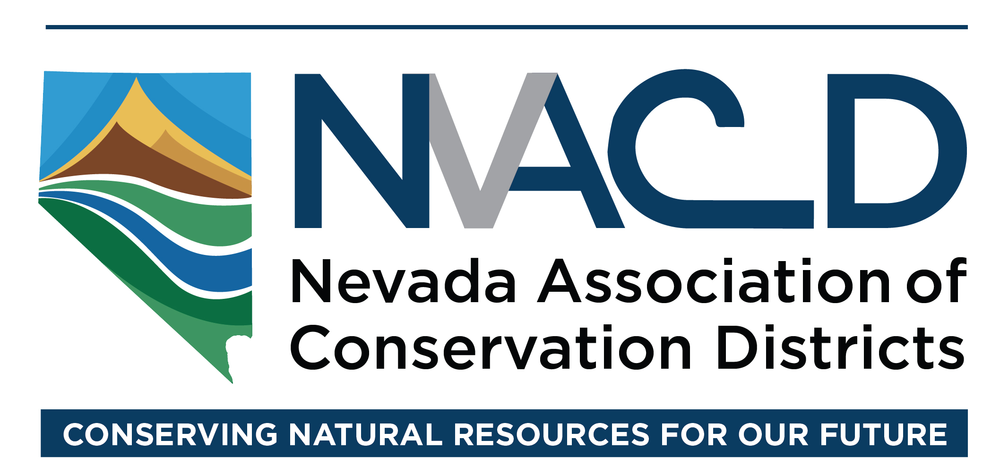 NVACD
Nevada Association of
Conservation Districts
CONSERVING NATURAL RESOURCES FOR OUR FUTURE